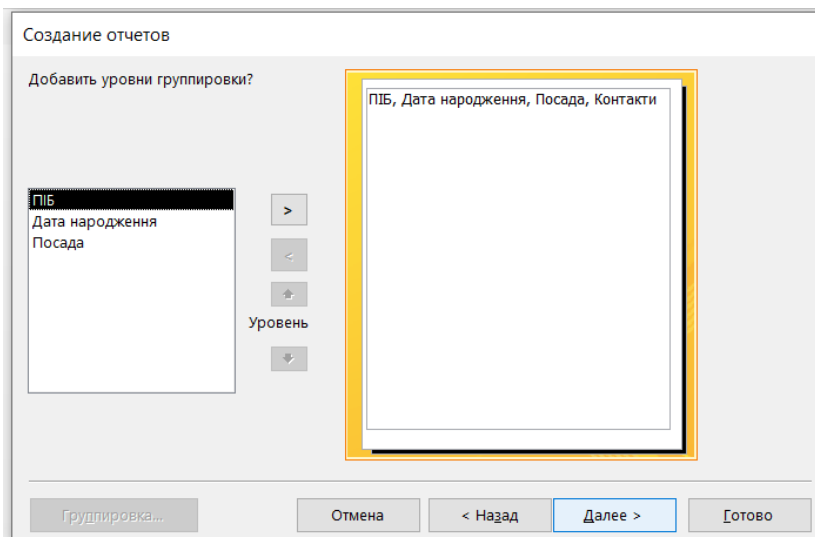 Создание отчетов
Добавить уровни группировки?
ПІБ, Дата народження, Посада, Контакти
ПІБ
Дата народження
Посада
>
<
Уровень
Группировка...
Отмена
< Назад
Далее >
Готово